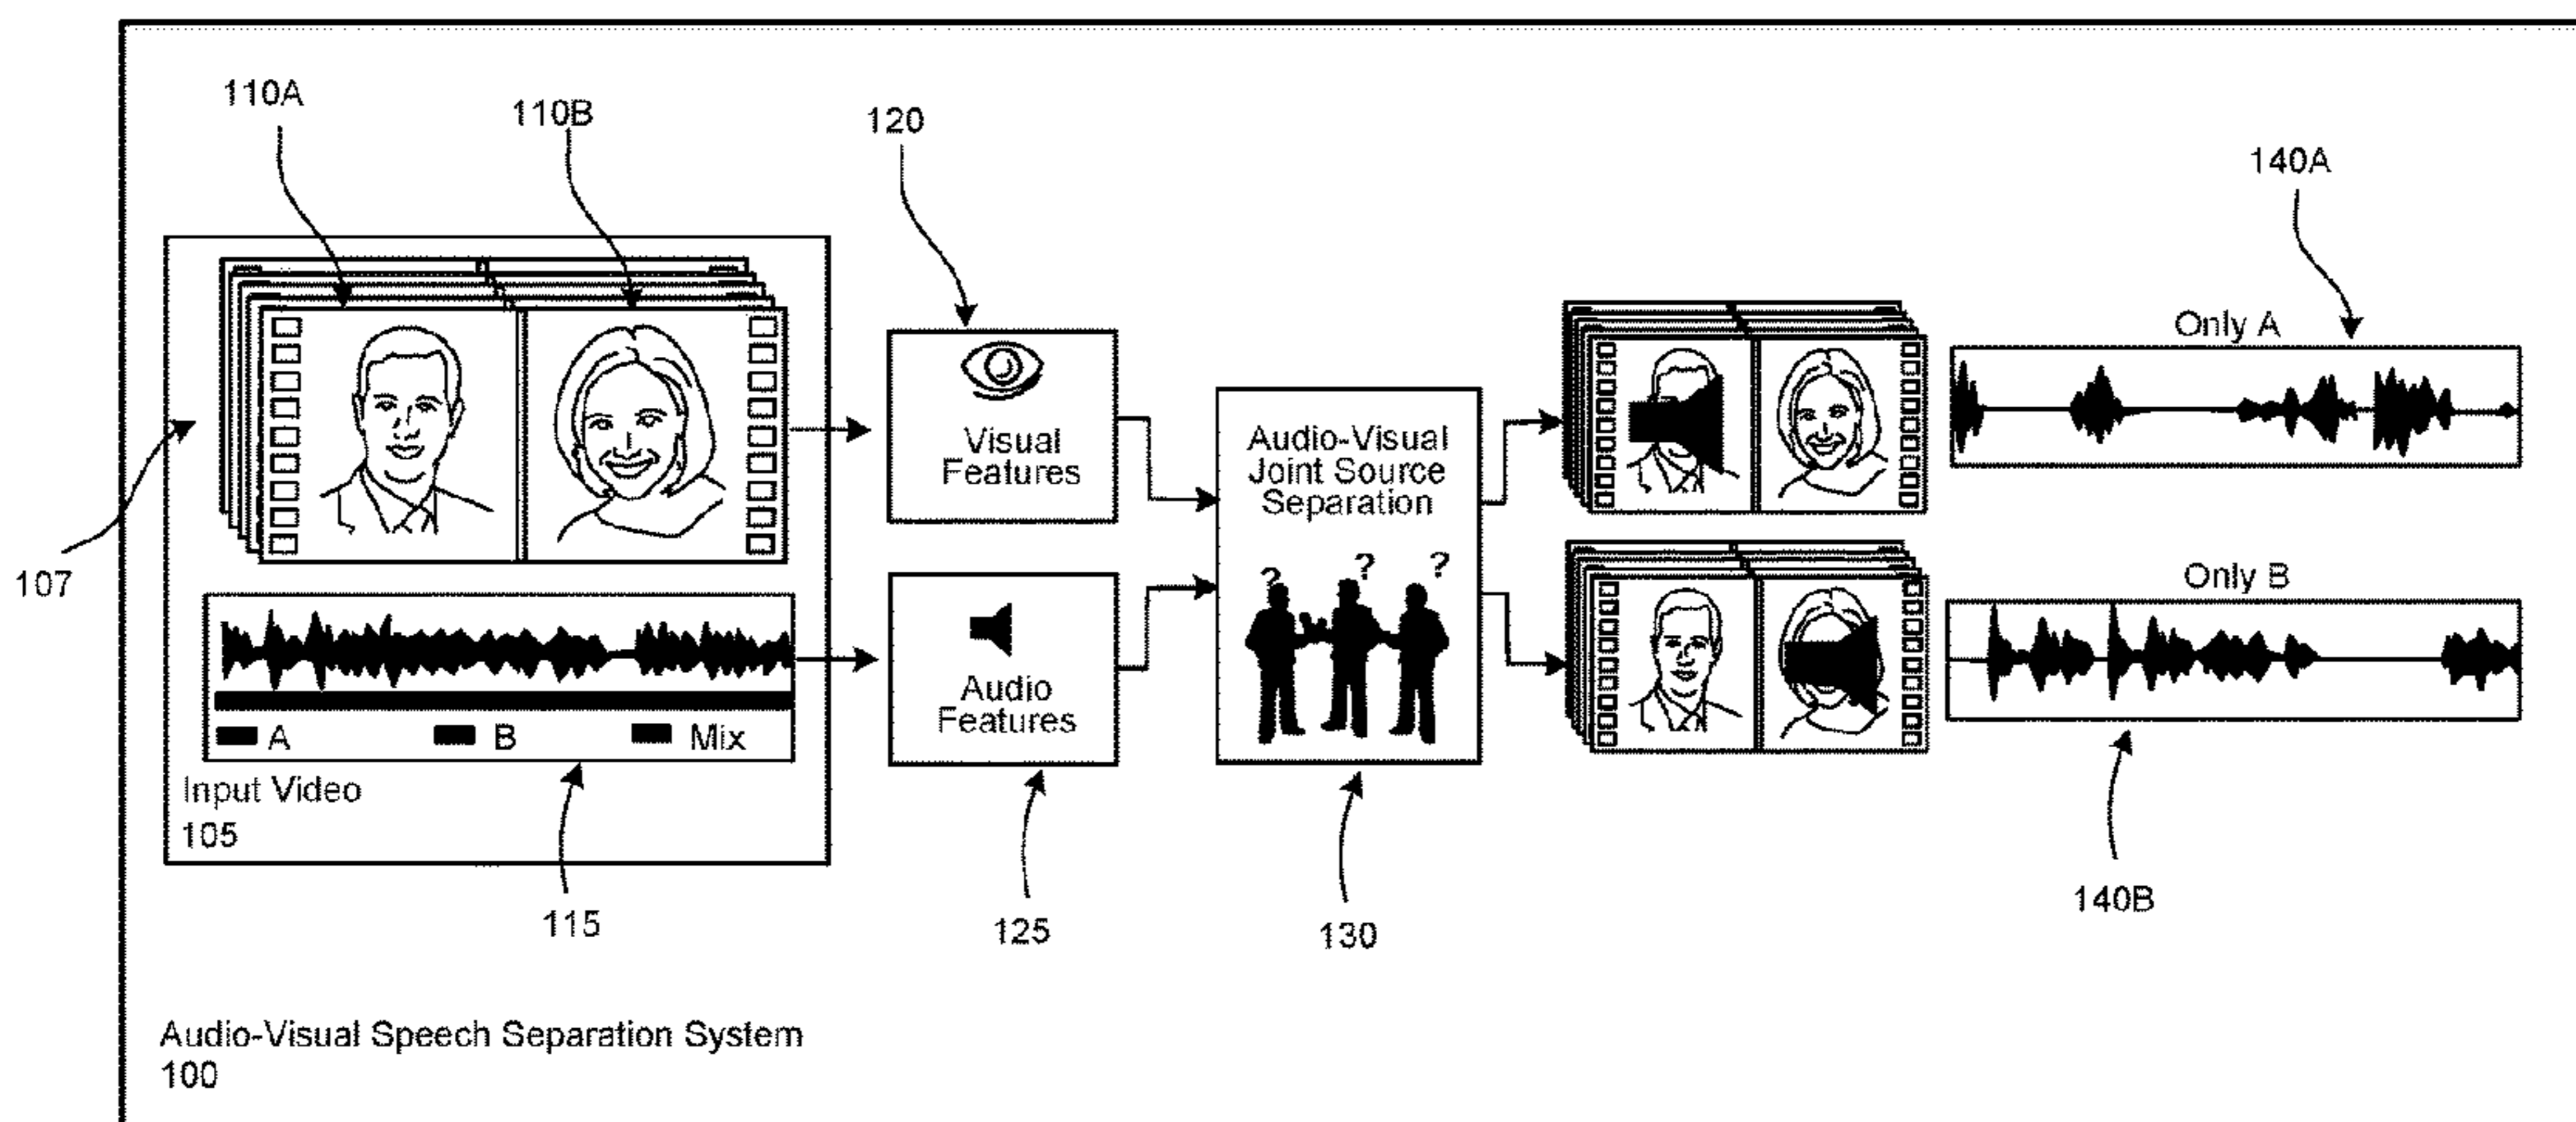 110A
110B
120
140A
Only A
Visual
Features
Audio-Visual
Joint Source
Separation
? ? ?
107
Only B
Audio
Features
A B Mix
Input Video
105
115
125
130
140B
Audio-Visual Speech Separation System
100